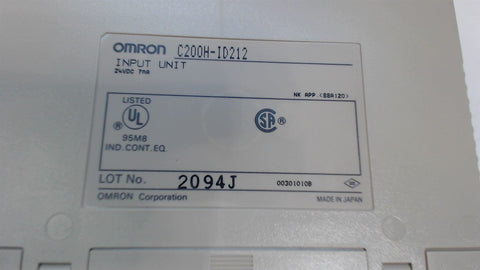 OMRON C200H-ID212
INPUT UNIT
24VDC 7mA
NK APP.<88A120>
LISTED
UL ®
95M8
IND.CONT.EQ.
LOT No. 2094J 00301010B
OMRON Corporation MADE IN JAPAN